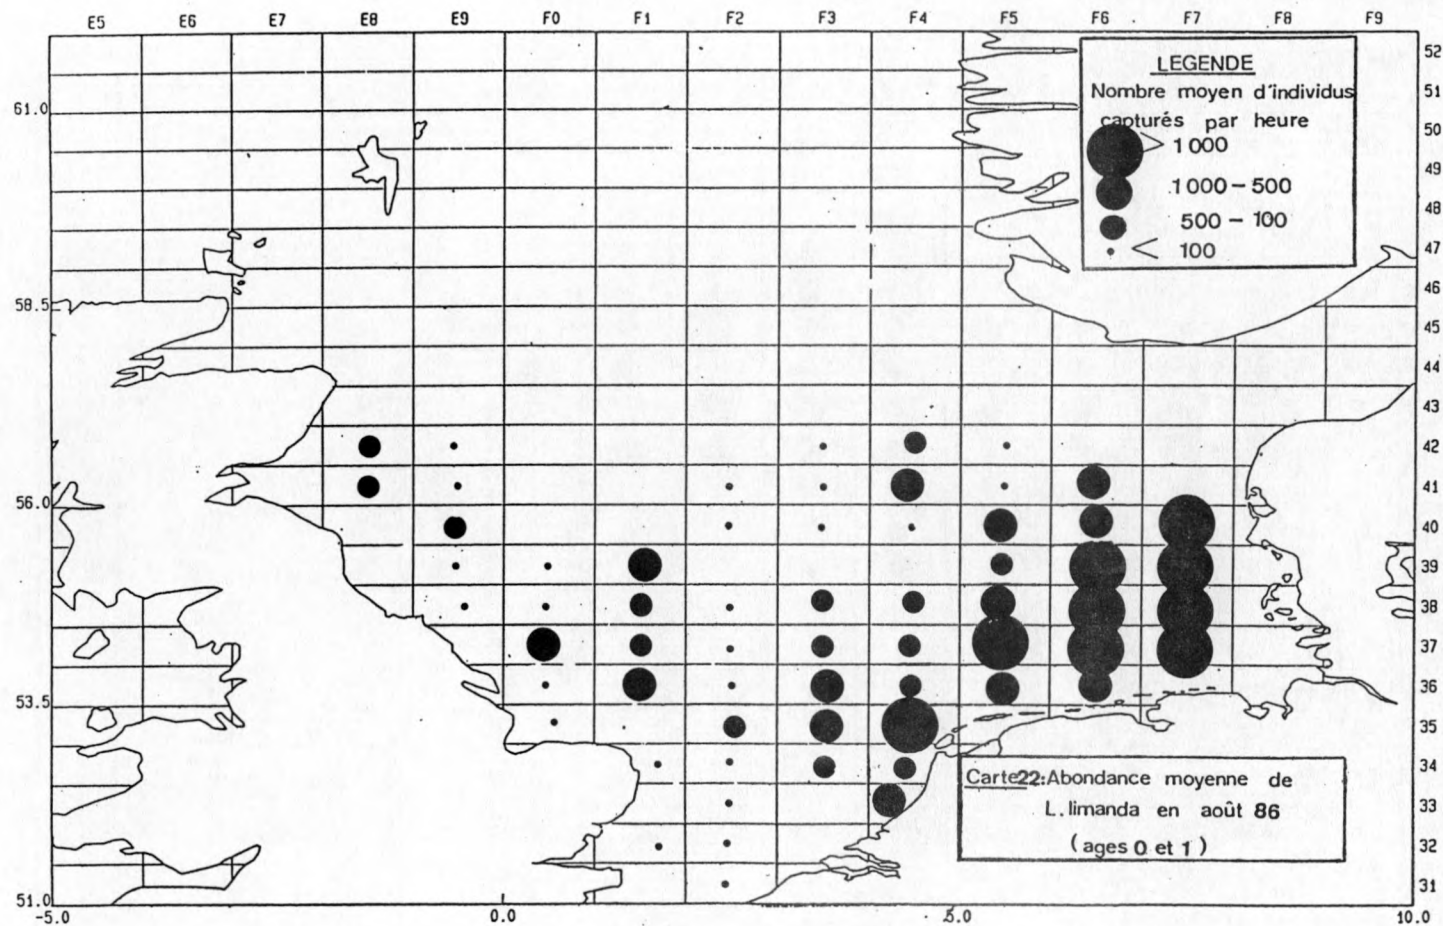 E5 E6 E7 E8 E9 F0 F1 F2 F3 F4 F5 F6 F7 F8 F9
LEGENDE
Nombre moyen d'individus
capturés par heure
> 1000
1000 - 500
500 - 100
< 100
52
51
50
49
48
47
46
45
44
43
42
41
40
39
38
37
36
35
34
33
32
31
61.0
58.5
56.0
53.5
51.0
-5.0 0.0 5.0 10.0
Carte 22: Abondance moyenne de
L. limanda en août 86
(ages 0 et 1)